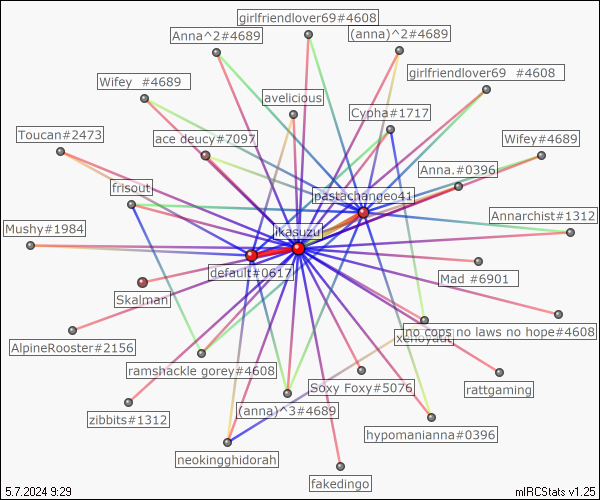 girlfriendlover69#4608
Anna^2#4689
(anna)^2#4689
girlfriendlover69 #4608
Wifey #4689
avelicious
Cypha#1717
Toucan#2473
ace deucy#7097
Wifey#4689
Anna.#0396
frisout
pastachangeo41
Annarchist#1312
Mushy#1984
ikasuzu
default#0617
Mad #6901
Skalman
no cops no laws no hope#4608
xenoyaut
AlpineRooster#2156
ramshackle gorey#4608
Soxy Foxy#5076
rattgaming
zibbits#1312
(anna)^3#4689
hypomanianna#0396
neokingghidorah
fakedingo
5.7.2024 9:29
mIRCStats v1.25